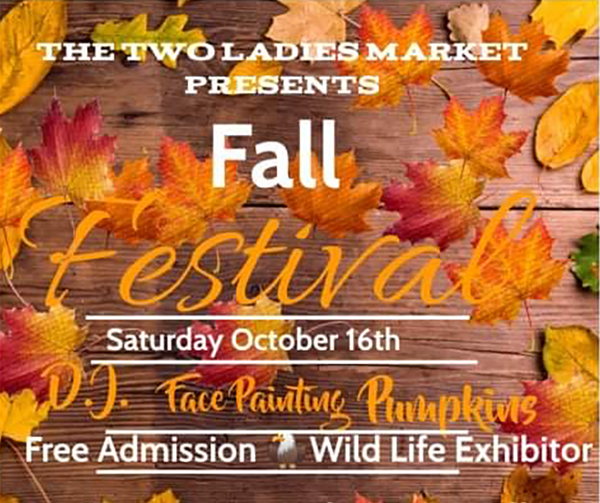 THE TWO LADIES MARKET
PRESENTS
Fall
Festival
Saturday October 16th
D.J. Face Painting Pumpkins
Free Admission Wild Life Exhibitor